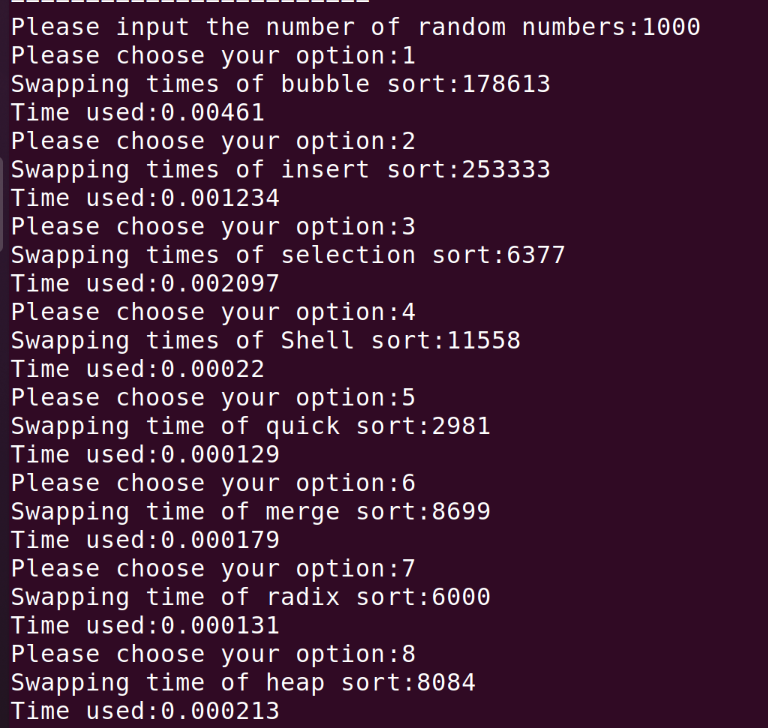 Please input the number of random numbers:1000
Please choose your option:1
Swapping times of bubble sort:178613
Time used:0.00461
Please choose your option:2
Swapping times of insert sort:253333
Time used:0.001234
Please choose your option:3
Swapping times of selection sort:6377
Time used:0.002097
Please choose your option:4
Swapping times of Shell sort:11558
Time used:0.00022
Please choose your option:5
Swapping time of quick sort:2981
Time used:0.000129
Please choose your option:6
Swapping time of merge sort:8699
Time used:0.000179
Please choose your option:7
Swapping time of radix sort:6000
Time used:0.000131
Please choose your option:8
Swapping time of heap sort:8084
Time used:0.000213